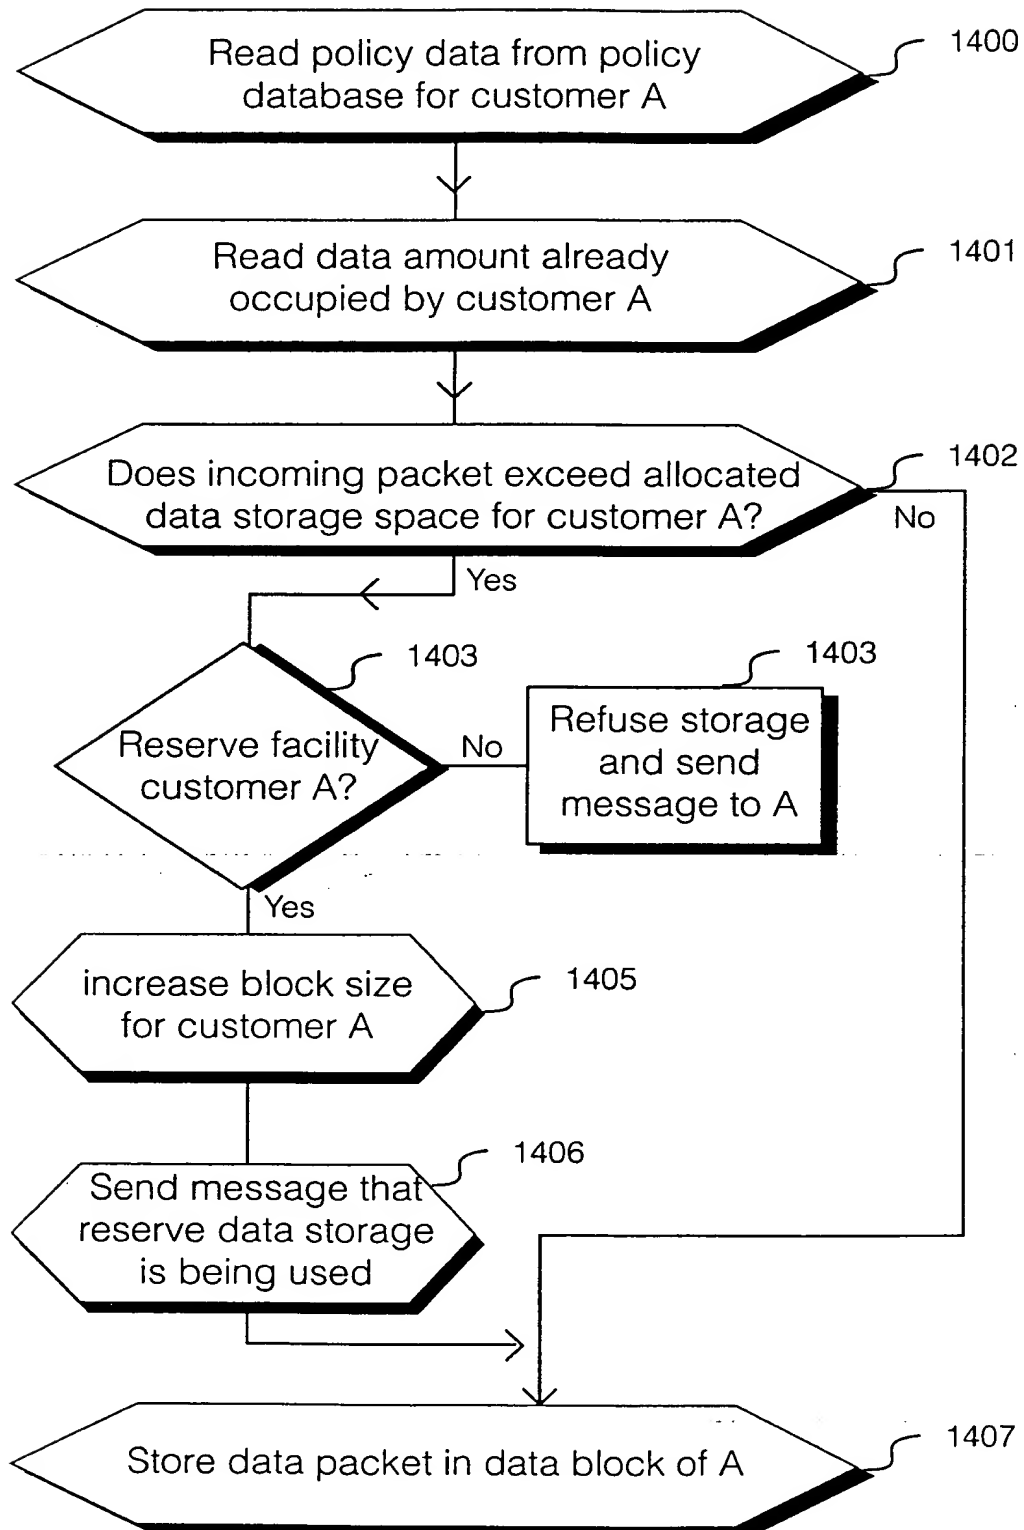 Read policy data from policy
database for customer A
1400
Read data amount already
occupied by customer A
1401
Does incoming packet exceed allocated
data storage space for customer A?
1402
No
Yes
1403
Reserve facility
customer A?
No
1403
Refuse storage
and send
message to A
Yes
increase block size
for customer A
1405
1406
Send message that
reserve data storage
is being used
Store data packet in data block of A
1407